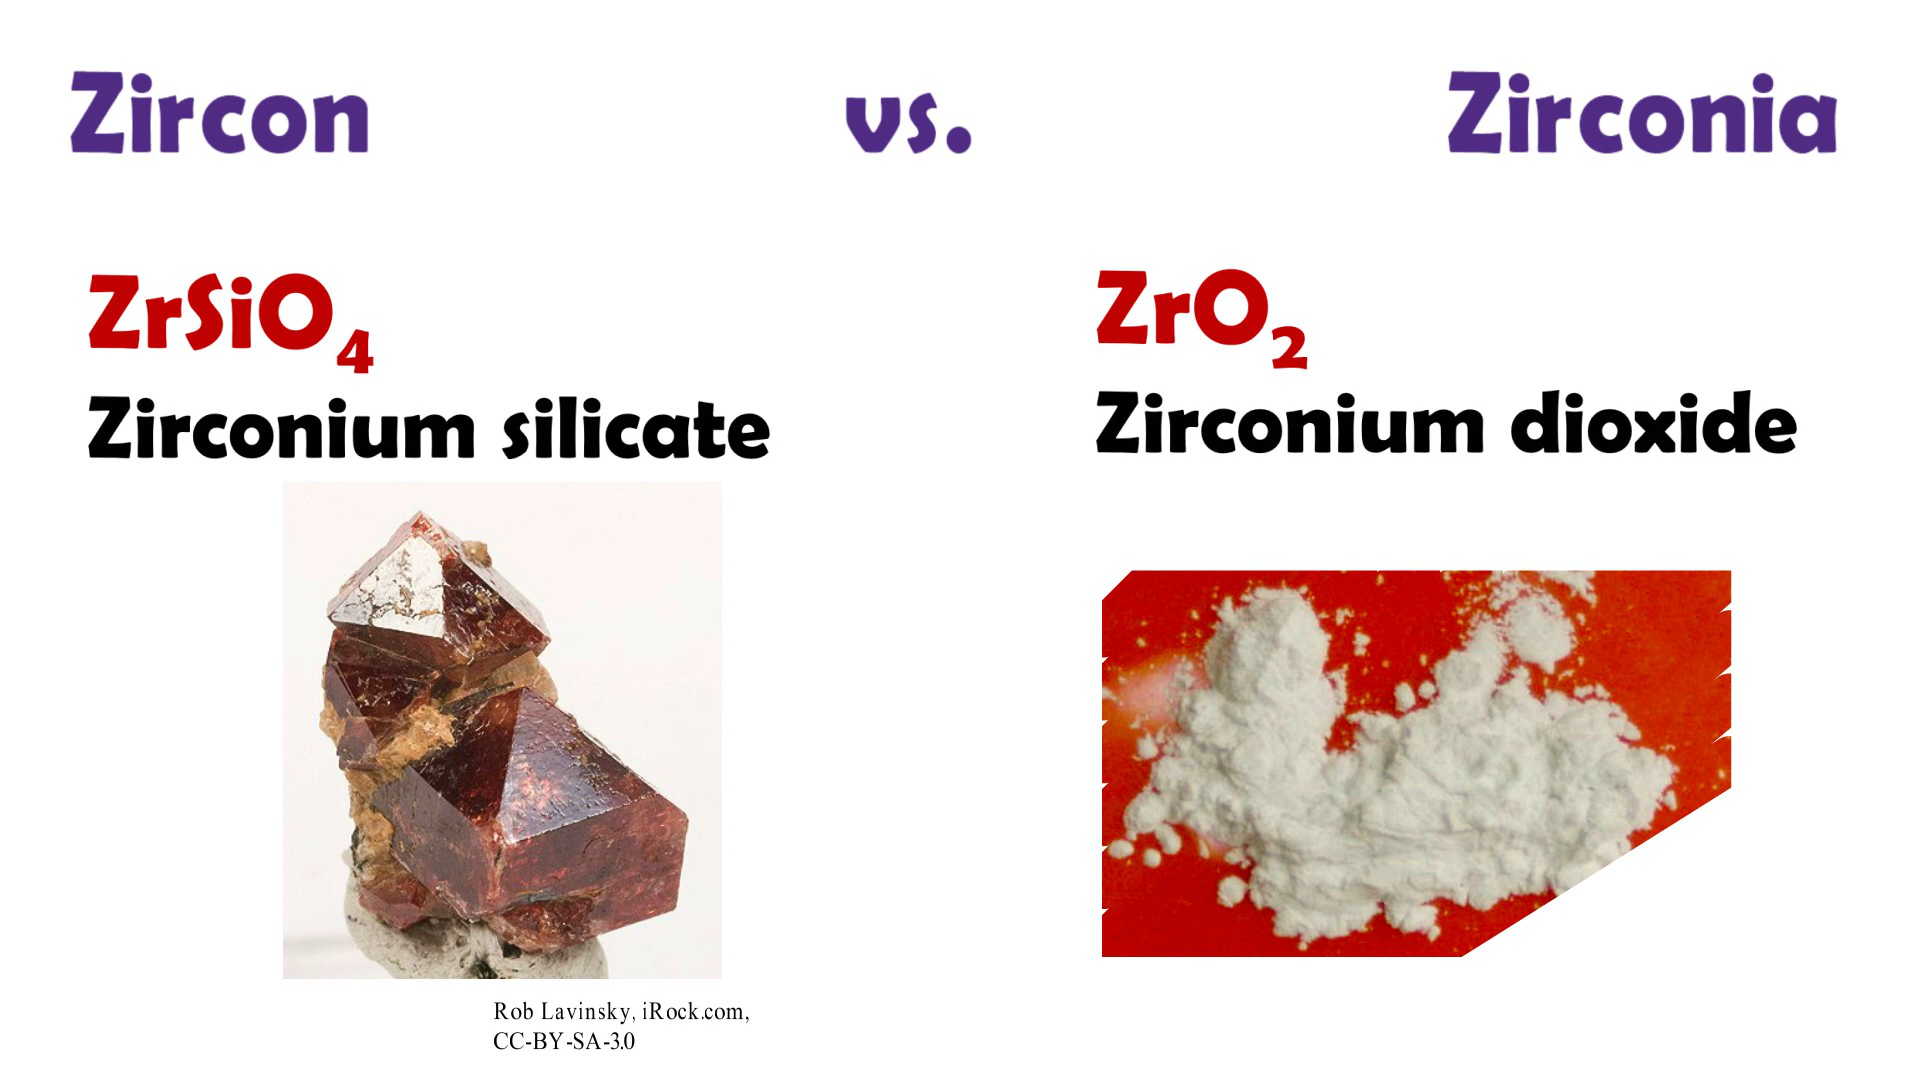 Zircon vs. Zirconia
ZrSiO₄
Zirconium silicate
ZrO₂
Zirconium dioxide
Rob Lavinsky, iRock.com,
CC-BY-SA-3.0